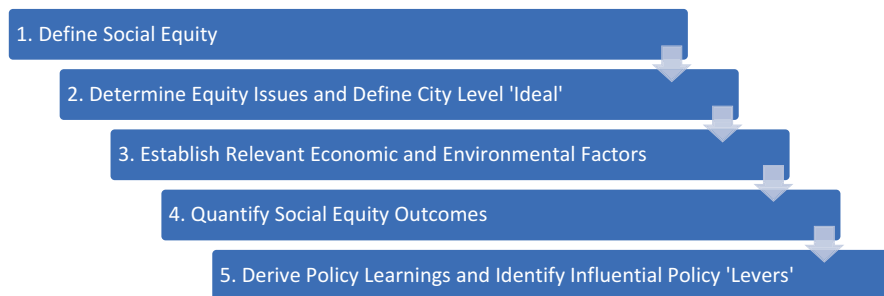 1. Define Social Equity
2. Determine Equity Issues and Define City Level 'Ideal'
3. Establish Relevant Economic and Environmental Factors
4. Quantify Social Equity Outcomes
5. Derive Policy Learnings and Identify Influential Policy 'Levers'